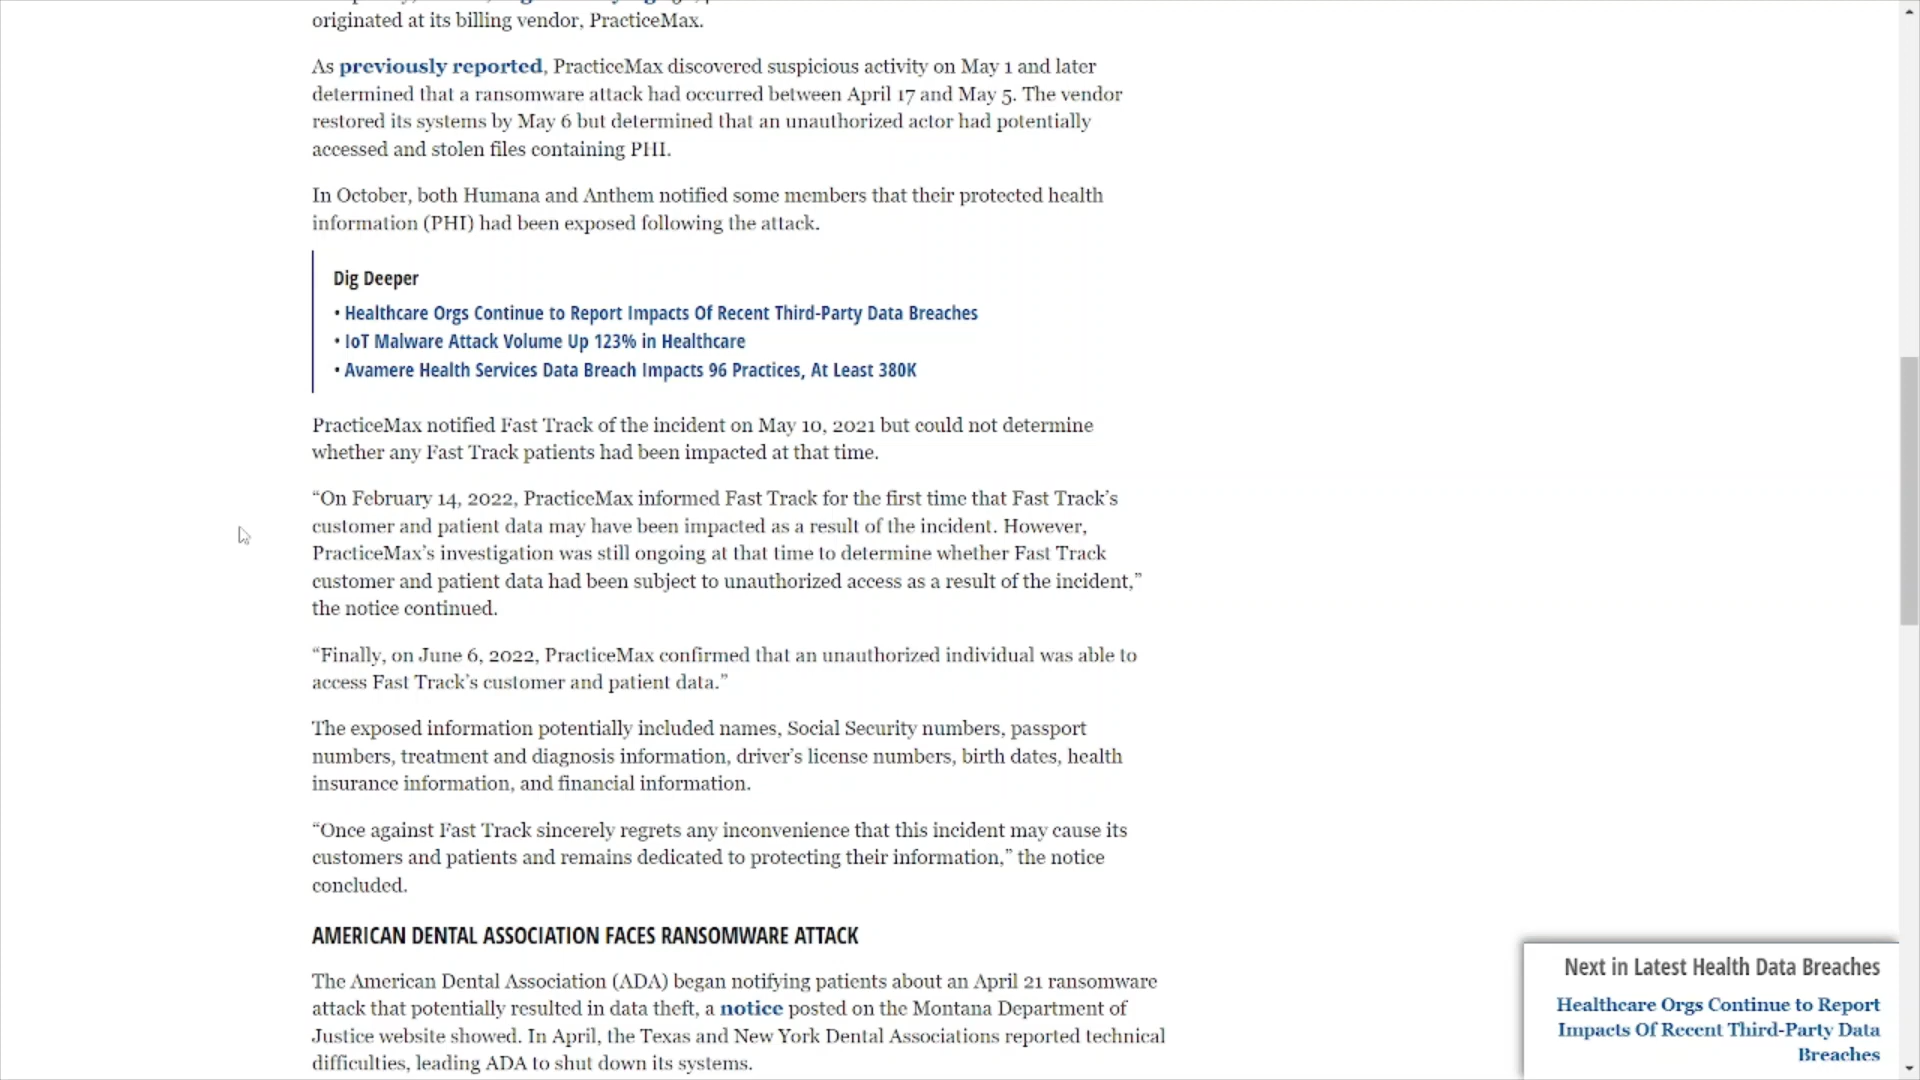 originated at its billing vendor, PracticeMax.
As previously reported, PracticeMax discovered suspicious activity on May 1 and later
determined that a ransomware attack had occurred between April 17 and May 5. The vendor
restored its systems by May 6 but determined that an unauthorized actor had potentially
accessed and stolen files containing PHI.
In October, both Humana and Anthem notified some members that their protected health
information (PHI) had been exposed following the attack.
Dig Deeper
• Healthcare Orgs Continue to Report Impacts Of Recent Third-Party Data Breaches
• IoT Malware Attack Volume Up 123% in Healthcare
• Avamere Health Services Data Breach Impacts 96 Practices, At Least 380K
PracticeMax notified Fast Track of the incident on May 10, 2021 but could not determine
whether any Fast Track patients had been impacted at that time.
“On February 14, 2022, PracticeMax informed Fast Track for the first time that Fast Track’s
customer and patient data may have been impacted as a result of the incident. However,
PracticeMax’s investigation was still ongoing at that time to determine whether Fast Track
customer and patient data had been subject to unauthorized access as a result of the incident,”
the notice continued.
“Finally, on June 6, 2022, PracticeMax confirmed that an unauthorized individual was able to
access Fast Track’s customer and patient data.”
The exposed information potentially included names, Social Security numbers, passport
numbers, treatment and diagnosis information, driver’s license numbers, birth dates, health
insurance information, and financial information.
“Once against Fast Track sincerely regrets any inconvenience that this incident may cause its
customers and patients and remains dedicated to protecting their information,” the notice
concluded.
AMERICAN DENTAL ASSOCIATION FACES RANSOMWARE ATTACK
The American Dental Association (ADA) began notifying patients about an April 21 ransomware
attack that potentially resulted in data theft, a notice posted on the Montana Department of
Justice website showed. In April, the Texas and New York Dental Associations reported technical
difficulties, leading ADA to shut down its systems.
Next in Latest Health Data Breaches
Healthcare Orgs Continue to Report
Impacts Of Recent Third-Party Data
Breaches